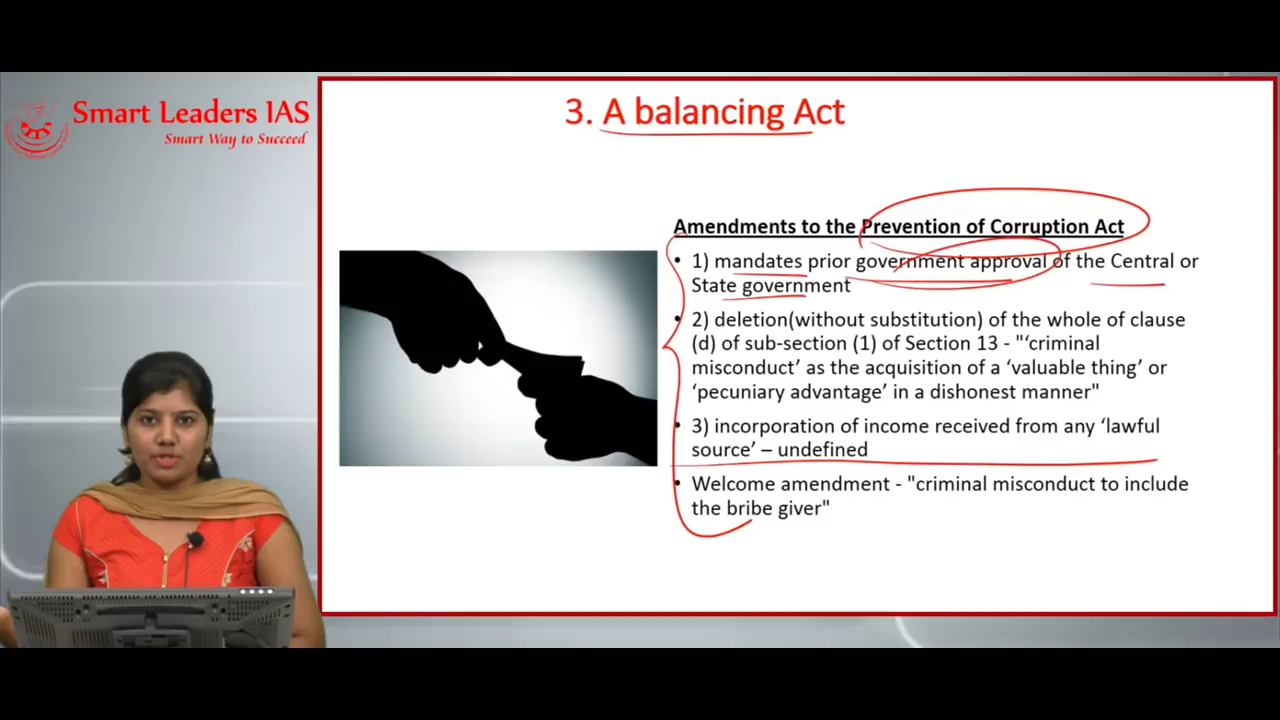 Smart Leaders IAS
Smart Way to Succeed
3. A balancing Act
Amendments to the Prevention of Corruption Act
• 1) mandates prior government approval of the Central or
State government
• 2) deletion(without substitution) of the whole of clause
(d) of sub-section (1) of Section 13 - "‘criminal
misconduct’ as the acquisition of a ‘valuable thing’ or
‘pecuniary advantage’ in a dishonest manner"
• 3) incorporation of income received from any ‘lawful
source’ – undefined
• Welcome amendment - "criminal misconduct to include
the bribe giver"